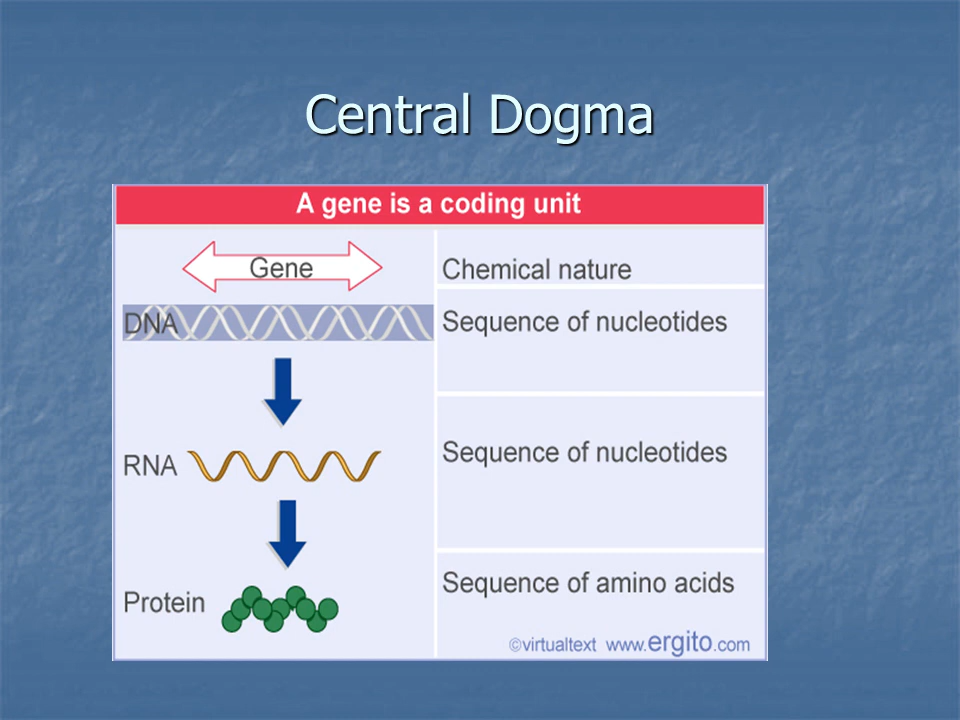 Central Dogma
A gene is a coding unit
Gene
Chemical nature
DNA
Sequence of nucleotides
RNA
Sequence of nucleotides
Protein
Sequence of amino acids
©virtualtext www.ergito.com